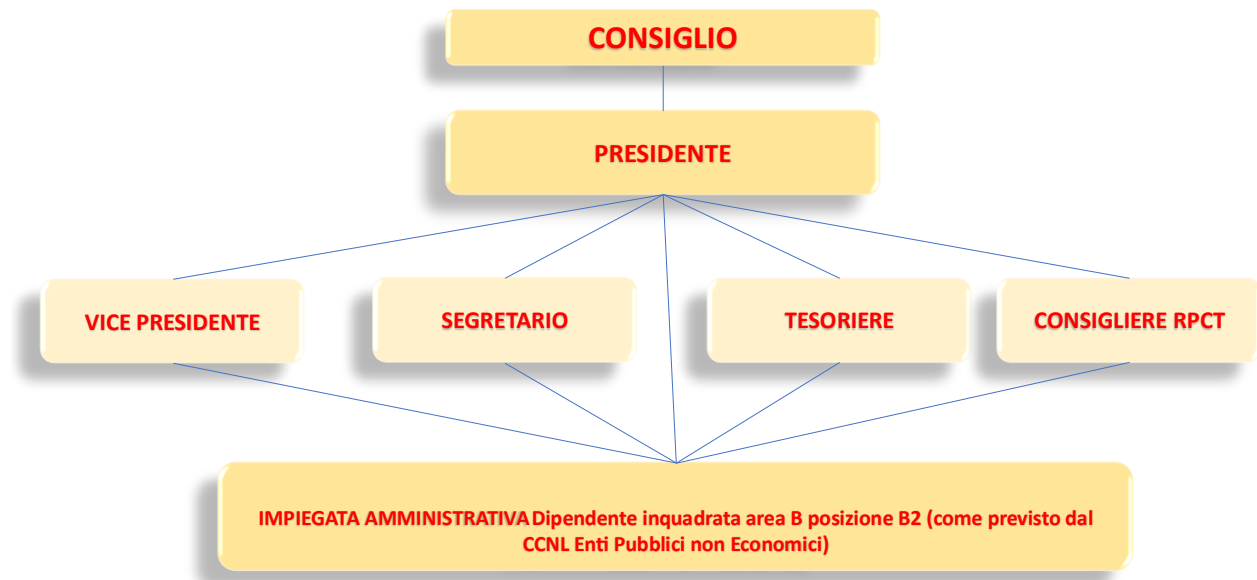 CONSIGLIO
PRESIDENTE
VICE PRESIDENTE
SEGRETARIO
TESORIERE
CONSIGLIERE RPCT
IMPIEGATA AMMINISTRATIVA Dipendente inquadrata area B posizione B2 (come previsto dal
CCNL Enti Pubblici non Economici)